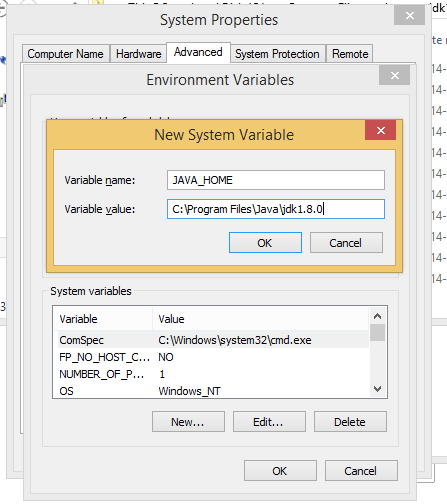 System Properties
Computer Name Hardware Advanced System Protection Remote
Environment Variables
New System Variable
Variable name: JAVA_HOME
Variable value: C:\Program Files\Java\jdk1.8.0
OK Cancel
System variables
Variable Value
ComSpec C:\Windows\system32\cmd.exe
FP_NO_HOST_C... NO
NUMBER_OF_P... 1
OS Windows_NT
New... Edit... Delete
OK Cancel